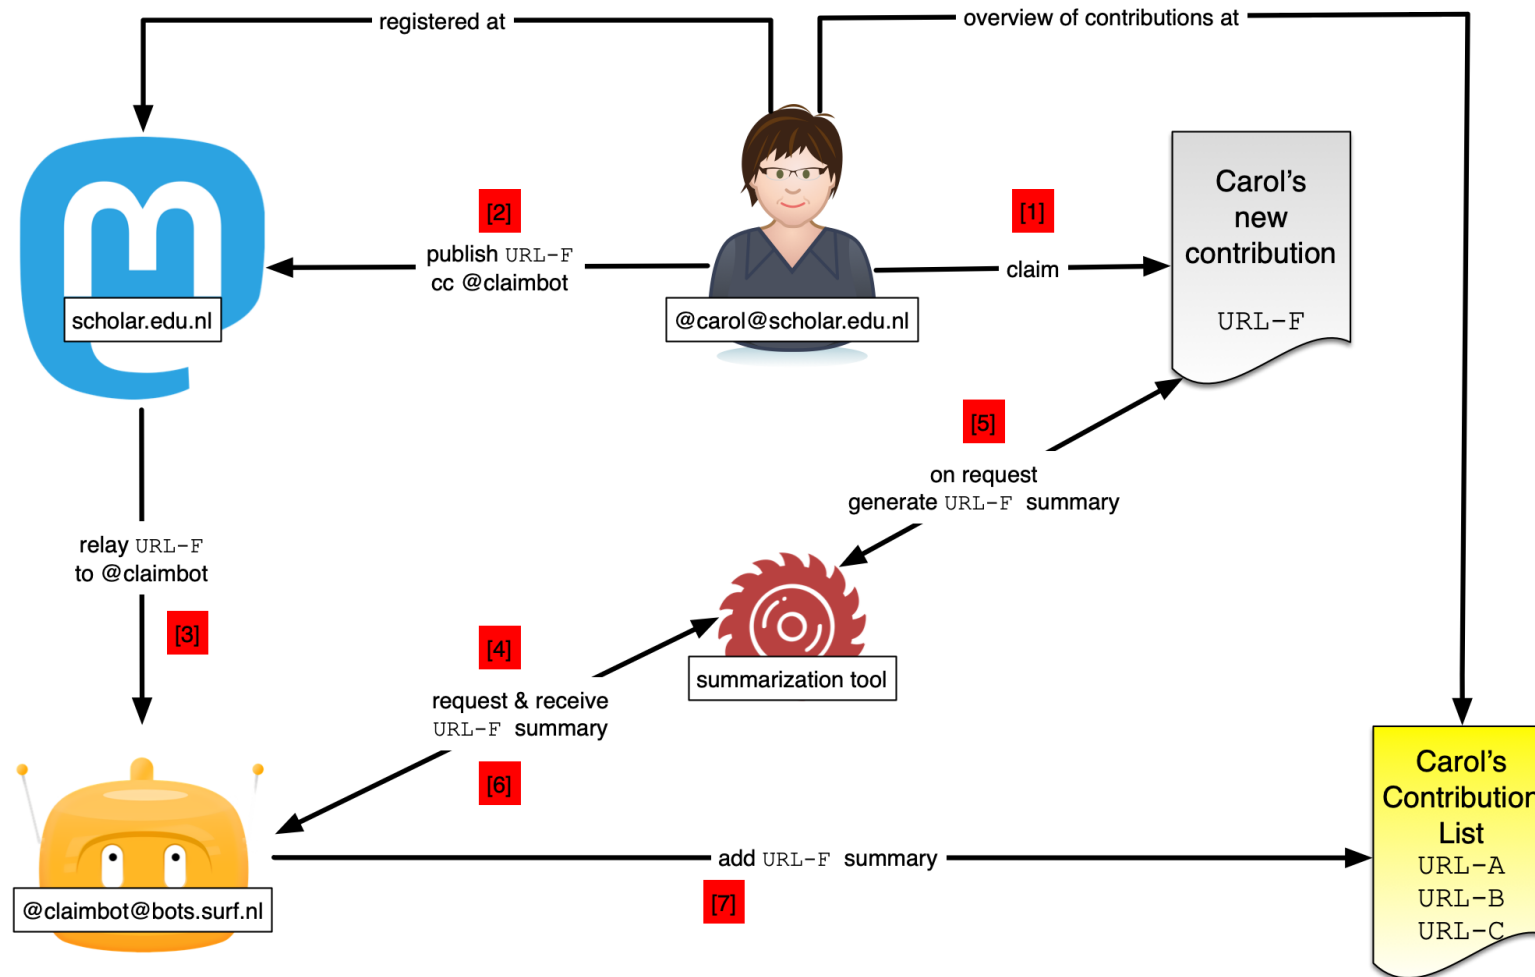 registered at
overview of contributions at
[2]
publish URL-F
cc @claimbot
[1]
claim
Carol's
new
contribution
URL-F
scholar.edu.nl
@carol@scholar.edu.nl
[5]
on request
generate URL-F summary
relay URL-F
to @claimbot
[3]
[4]
request & receive
URL-F summary
[6]
summarization tool
Carol's
Contribution
List
URL-A
URL-B
URL-C
add URL-F summary
[7]
@claimbot@bots.surf.nl